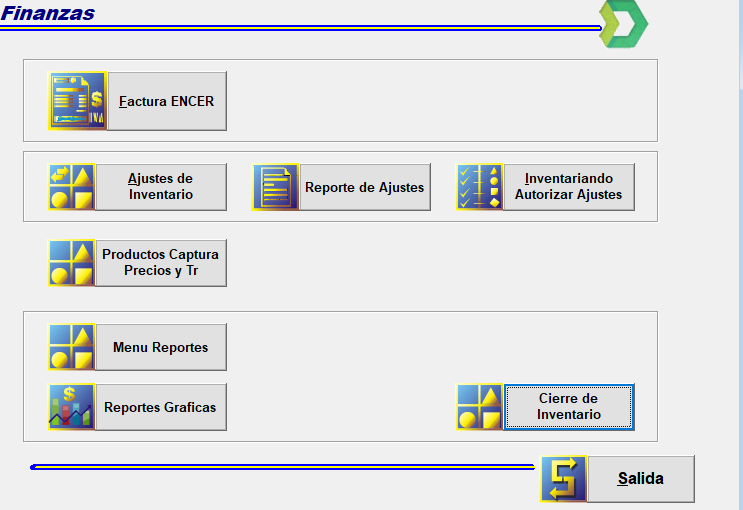 Finanzas
Factura ENCER
Ajustes de
Inventario
Reporte de Ajustes
Inventariando
Autorizar Ajustes
Productos Captura
Precios y Tr
Menu Reportes
Reportes Graficas
Cierre de
Inventario
Salida